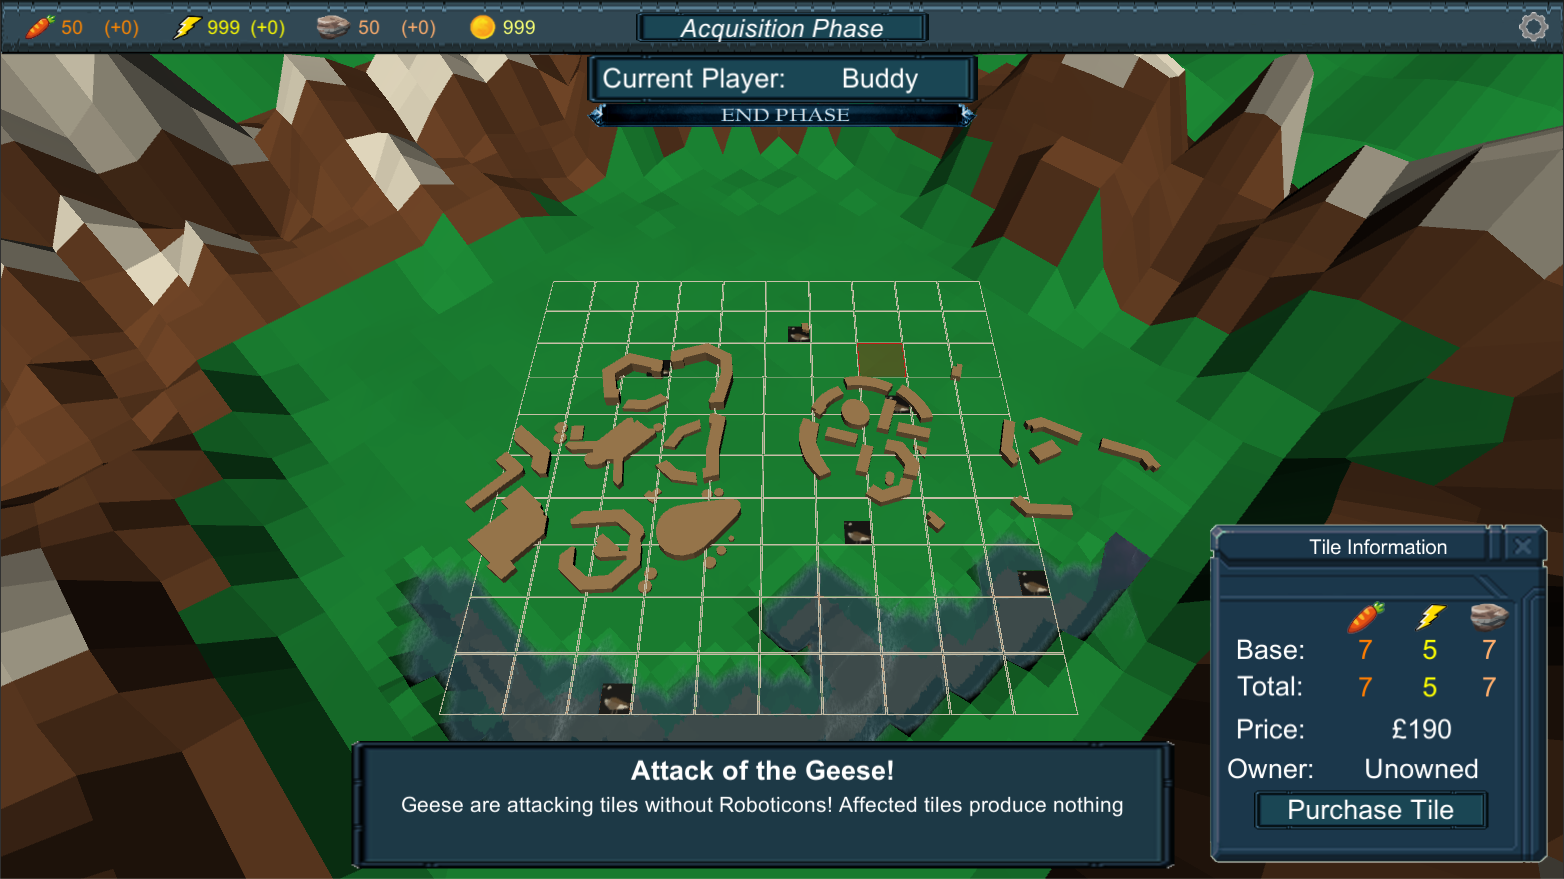 50 (+0) 999 (+0) 50 (+0) 999
Acquisition Phase
Current Player: Buddy
END PHASE
Tile Information
Base: 7 5 7
Total: 7 5 7
Price: £190
Owner: Unowned
Purchase Tile
Attack of the Geese!
Geese are attacking tiles without Roboticons! Affected tiles produce nothing